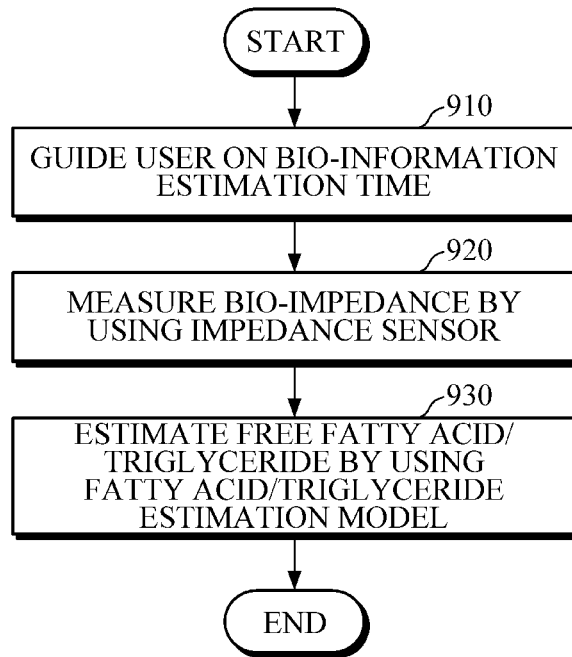 START
910
GUIDE USER ON BIO-INFORMATION
ESTIMATION TIME
920
MEASURE BIO-IMPEDANCE BY
USING IMPEDANCE SENSOR
930
ESTIMATE FREE FATTY ACID/
TRIGLYCERIDE BY USING
FATTY ACID/TRIGLYCERIDE
ESTIMATION MODEL
END